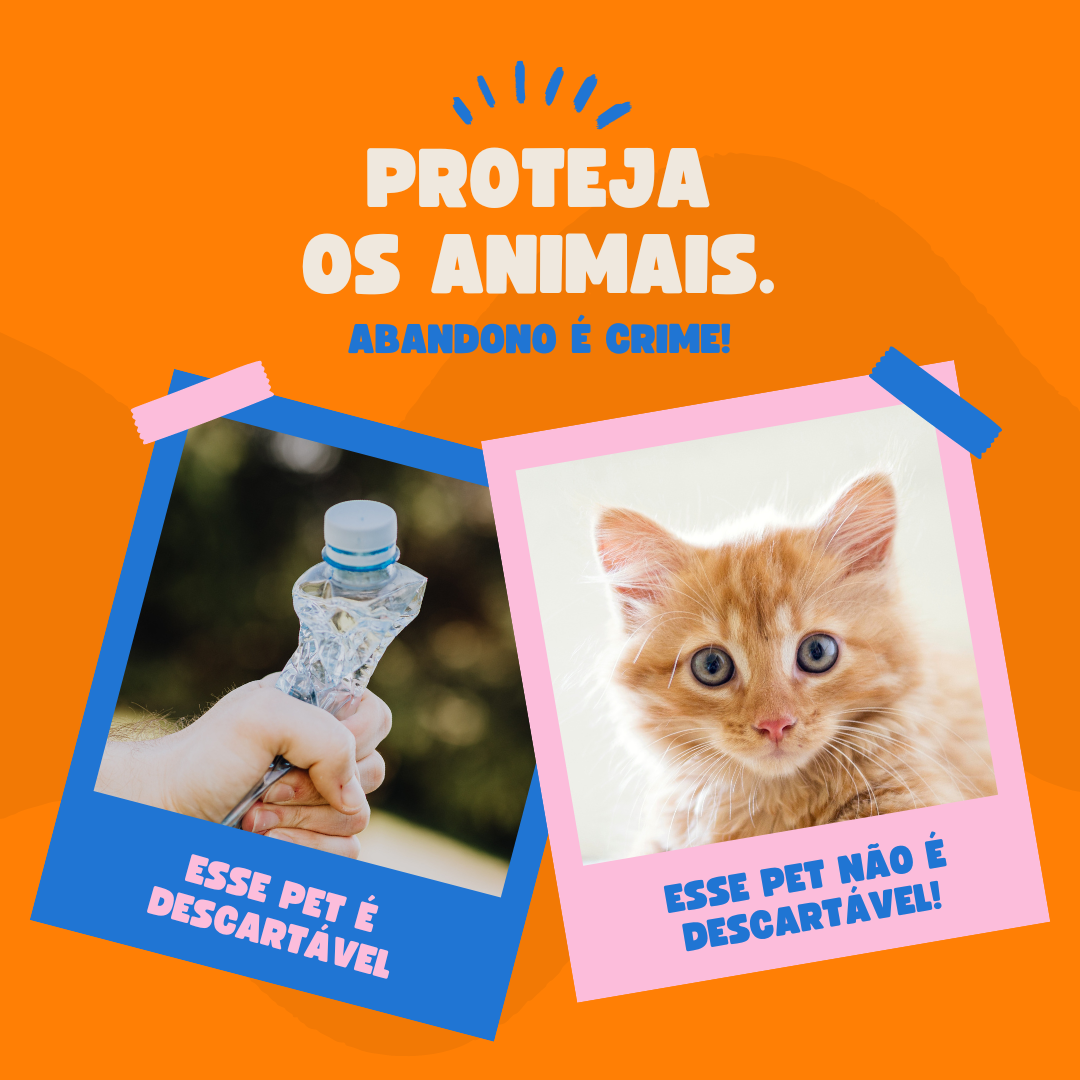 PROTEJA
OS ANIMAIS.
ABANDONO É CRIME!
ESSE PET É
DESCARTÁVEL
ESSE PET NÃO É
DESCARTÁVEL!